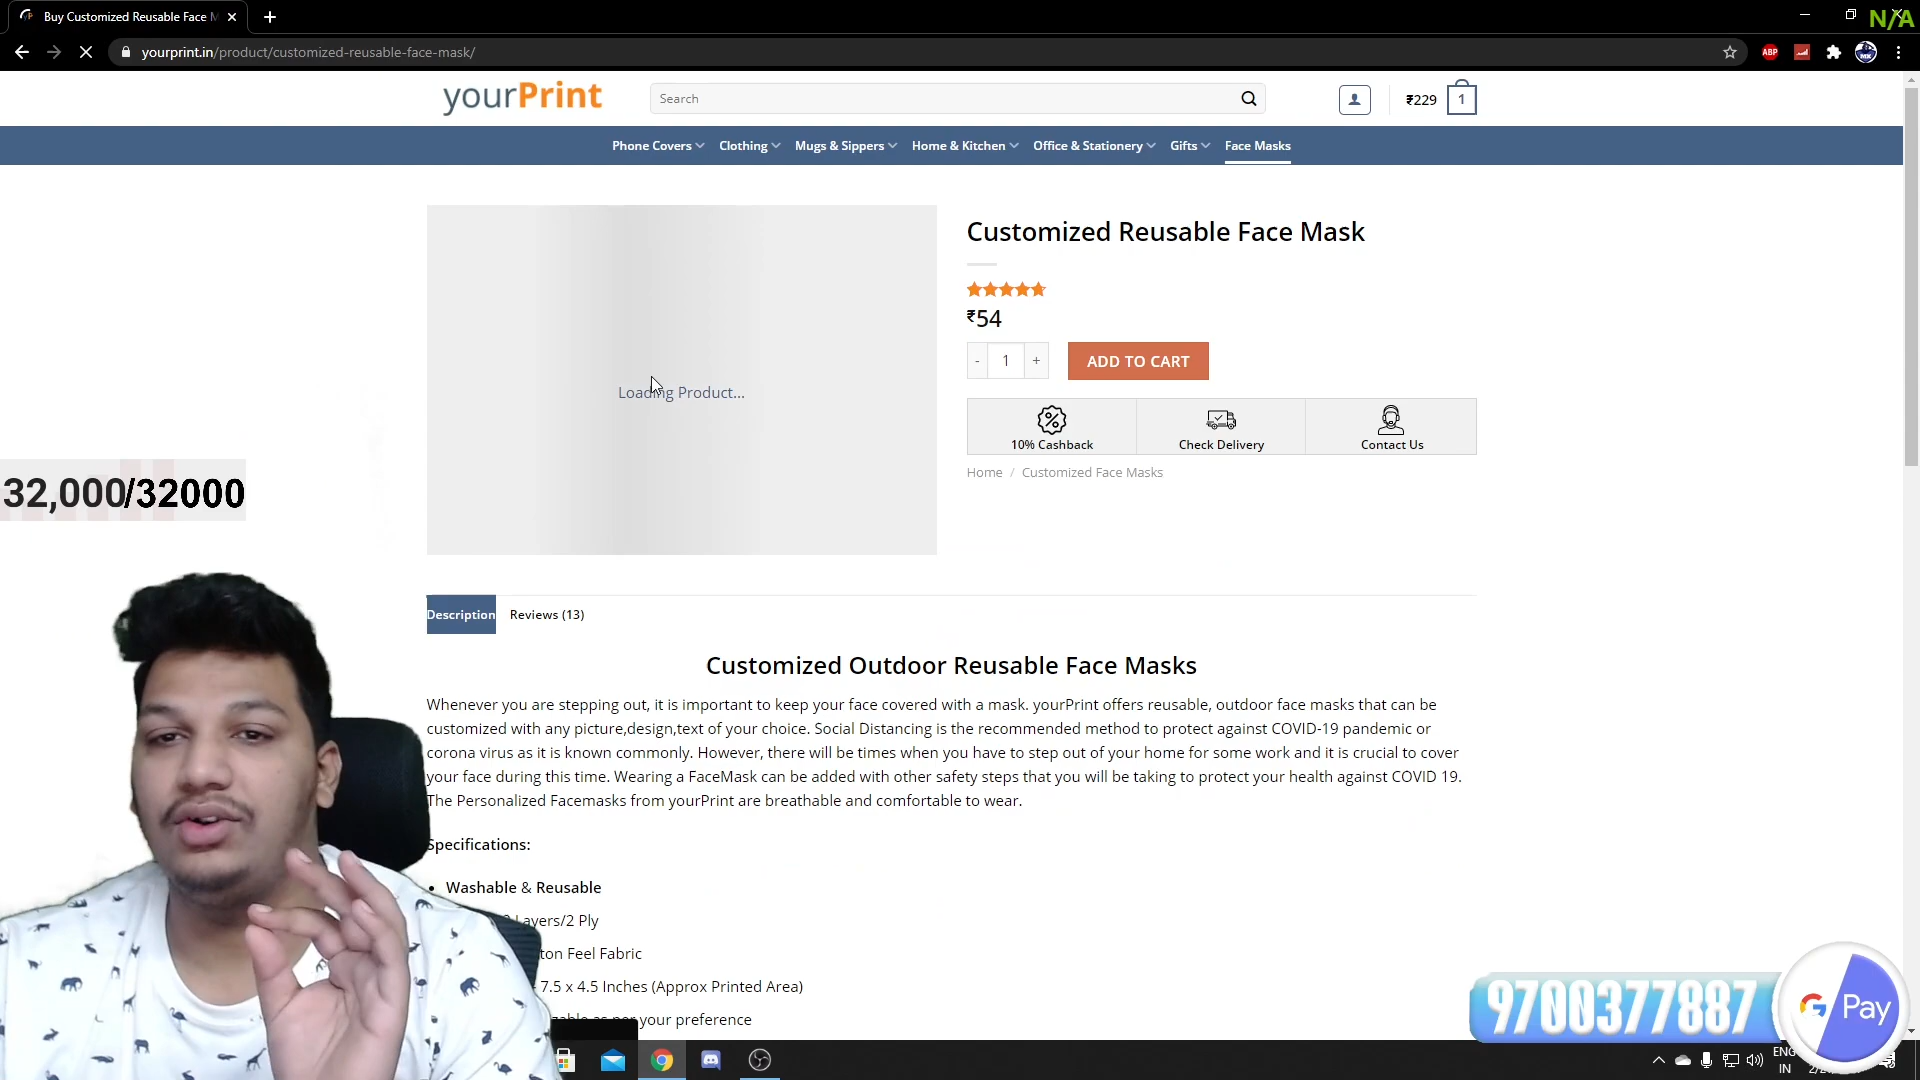 Buy Customized Reusable Face M
N/A
yourprint.in/product/customized-reusable-face-mask/
ABP
yourPrint
Search
₹229
1
Phone Covers
Clothing
Mugs & Sippers
Home & Kitchen
Office & Stationery
Gifts
Face Masks
Loading Product...
Customized Reusable Face Mask
₹54
- 1 +
ADD TO CART
10% Cashback
Check Delivery
Contact Us
Home / Customized Face Masks
32,000/32000
Description
Reviews (13)
Customized Outdoor Reusable Face Masks
Whenever you are stepping out, it is important to keep your face covered with a mask. yourPrint offers reusable, outdoor face masks that can be
customized with any picture,design,text of your choice. Social Distancing is the recommended method to protect against COVID-19 pandemic or
corona virus as it is known commonly. However, there will be times when you have to step out of your home for some work and it is crucial to cover
your face during this time. Wearing a FaceMask can be added with other safety steps that you will be taking to protect your health against COVID 19.
The Personalized Facemasks from yourPrint are breathable and comfortable to wear.
Specifications:
Washable & Reusable
Layers/2 Ply
Feel Fabric
7.5 x 4.5 Inches (Approx Printed Area)
as per your preference
9700377887
G Pay
ENG
IN